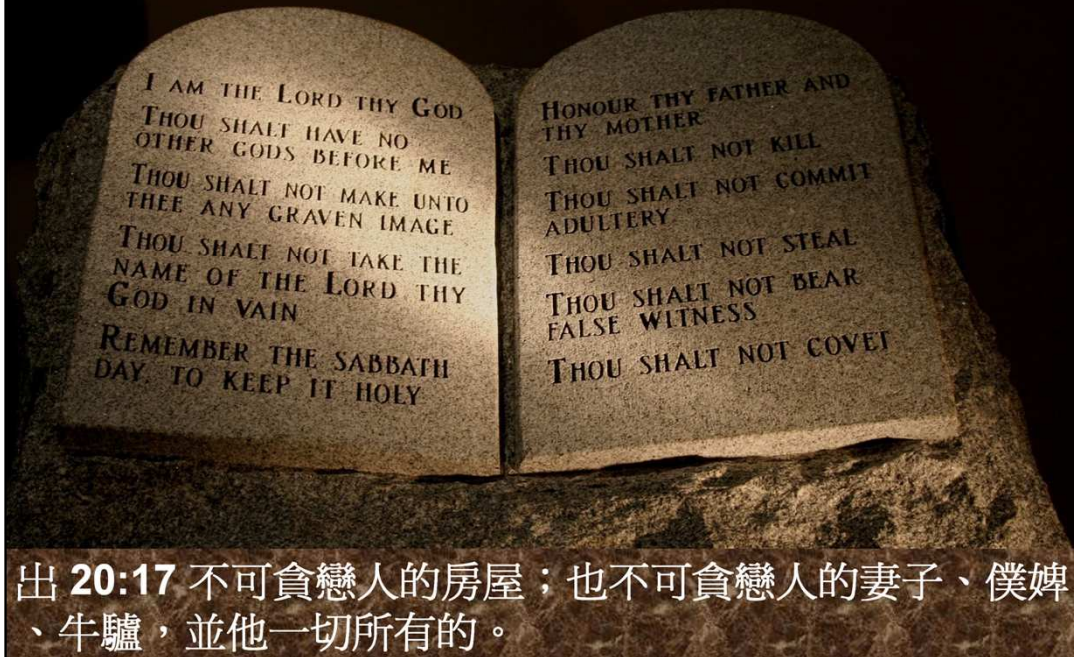 I AM THE LORD THY GOD
THOU SHALT HAVE NO
OTHER GODS BEFORE ME
THOU SHALT NOT MAKE UNTO
THEE ANY GRAVEN IMAGE
THOU SHALT NOT TAKE THE
NAME OF THE LORD THY
GOD IN VAIN
REMEMBER THE SABBATH
DAY, TO KEEP IT HOLY
HONOUR THY FATHER AND
THY MOTHER
THOU SHALT NOT KILL
THOU SHALT NOT COMMIT
ADULTERY
THOU SHALT NOT STEAL
THOU SHALT NOT BEAR
FALSE WITNESS
THOU SHALT NOT COVET
出 20:17 不可貪戀人的房屋；也不可貪戀人的妻子、僕婢
、牛驢，並他一切所有的。